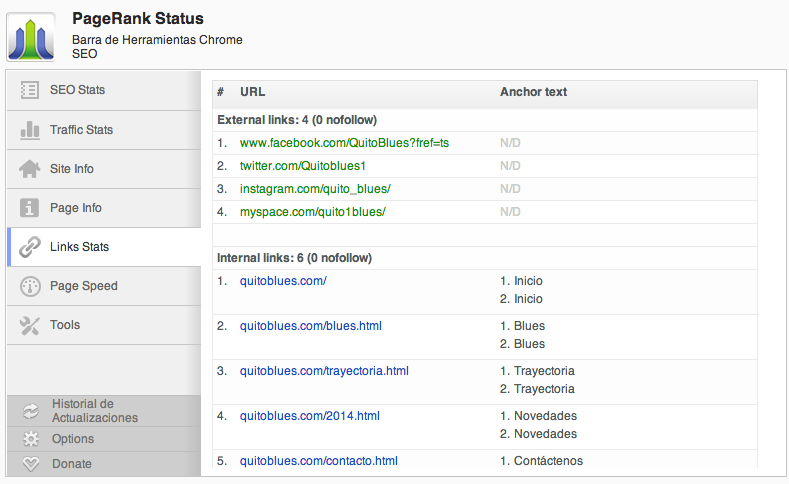 PageRank Status
Barra de Herramientas Chrome
SEO
SEO Stats
Traffic Stats
Site Info
Page Info
Links Stats
Page Speed
Tools
Historial de
Actualizaciones
Options
Donate
# URL Anchor text
External links: 4 (0 nofollow)
1. www.facebook.com/QuitoBlues?fref=ts N/D
2. twitter.com/Quitoblues1 N/D
3. instagram.com/quito_blues/ N/D
4. myspace.com/quito1blues/ N/D
Internal links: 6 (0 nofollow)
1. quitoblues.com/ 1. Inicio
2. Inicio
2. quitoblues.com/blues.html 1. Blues
2. Blues
3. quitoblues.com/trayectoria.html 1. Trayectoria
2. Trayectoria
4. quitoblues.com/2014.html 1. Novedades
2. Novedades
5. quitoblues.com/contacto.html 1. Contáctenos